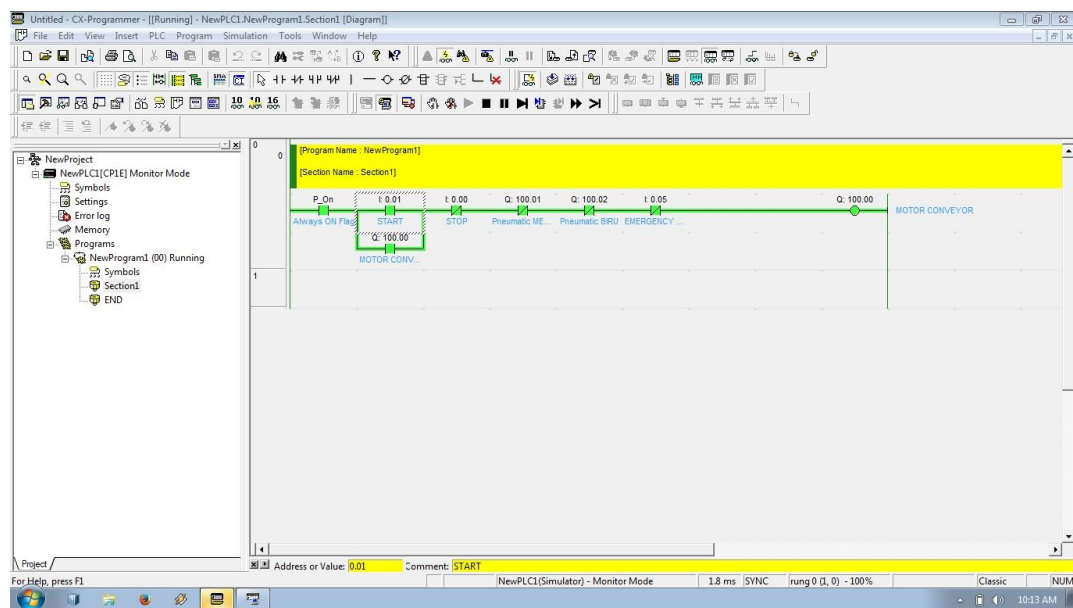 Untitled - CX-Programmer - [[Running] - NewPLC1.NewProgram1.Section1 [Diagram]]
File Edit View Insert PLC Program Simulation Tools Window Help
NewProject
NewPLC1[CP1E] Monitor Mode
Symbols
Settings
Error log
Memory
Programs
NewProgram1 (00) Running
Symbols
Section1
END
Project
0
0
[Program Name : NewProgram1]
[Section Name : Section1]
P_On I: 0.01 I: 0.00 Q: 100.01 Q: 100.02 I: 0.05 Q: 100.00
Always ON Flag START STOP Pneumatic ME... Pneumatic BIRU EMERGENCY ... MOTOR CONVEYOR
Q: 100.00
MOTOR CONV...
1
Address or Value: 0.01 Comment: START
For Help, press F1 NewPLC1(Simulator) - Monitor Mode 1.8 ms SYNC rung 0 (1, 0) - 100% Classic NUM
10:13 AM